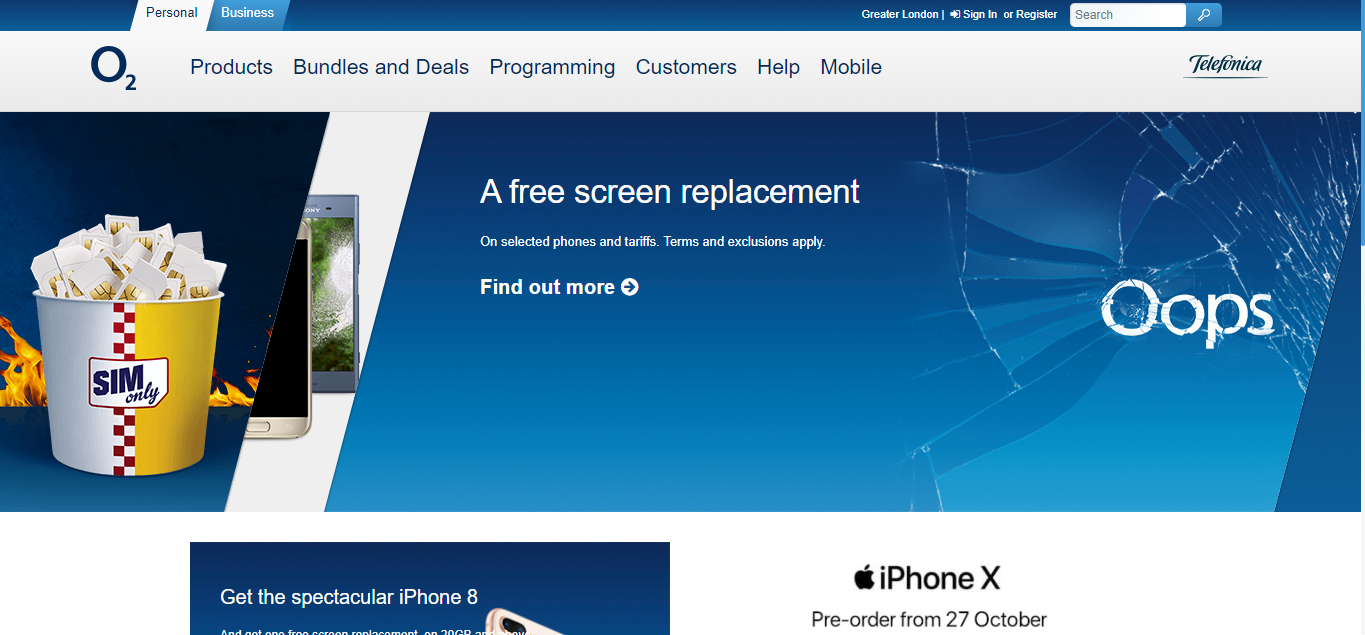 Personal
Business
Greater London |
Sign In or Register
Search
O2
Products
Bundles and Deals
Programming
Customers
Help
Mobile
Telefónica
SONY
SIM
only
A free screen replacement
On selected phones and tariffs. Terms and exclusions apply.
Find out more
Oops
Get the spectacular iPhone 8
And get one free screen replacement, on 20GB and above
iPhone X
Pre-order from 27 October